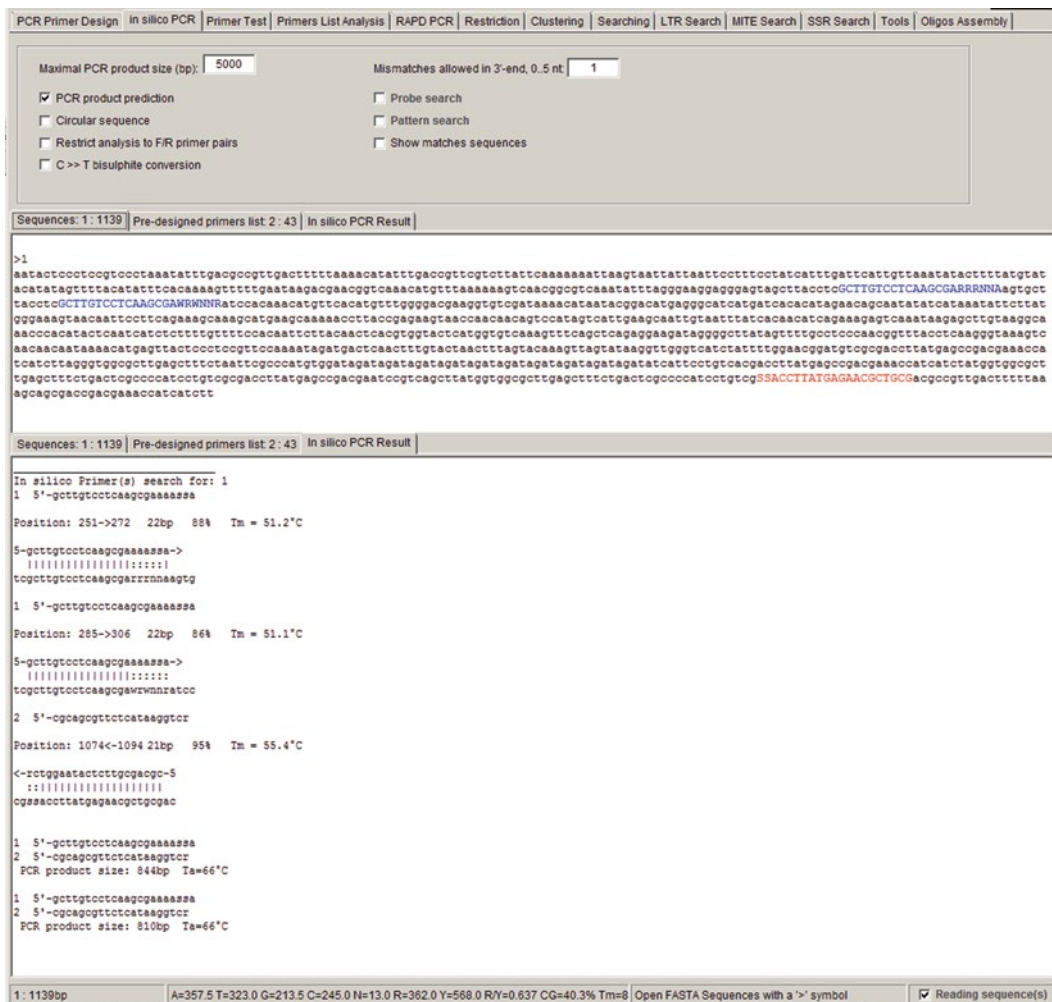 PCR Primer Design in silico PCR Primer Test Primers List Analysis RAPD PCR Restriction Clustering Searching LTR Search MITE Search SSR Search Tools Oligos Assembly
Maximal PCR product size (bp): 5000 Mismatches allowed in 3'-end, 0..5 nt: 1
PCR product prediction Probe search
Circular sequence Pattern search
Restrict analysis to F/R primer pairs Show matches sequences
C >> T bisulphite conversion
Sequences: 1 : 1139 Pre-designed primers list: 2 : 43 In silico PCR Result
>1
aatactccctccgtccctaaatatttgacgccgttgactttttaaaacatatttgaccgttcgtcttattcaaaaaaattaagtaattattaattcctttcctatcatttgattcattgttaaatatacttttatgtat
acatatagttttacatatttcacaaaagtttttgaataagacgaacggtcaaacatgtttaaaaaagtcaacggcgtcaaatatttagggaaggagggagtagcttacctcGCTTGTCCTCAAGCGARRRNNAagtgct
tacctcGCTTGTCCTCAAGCGAWRWNNRatccacaaacatgttcacatgtttggggacgaaggtgtcgataaaacataatacggacatgagggcatcatgatcacacatagaacagcaatatatcataaatattcttat
gggaaagtaacaattccttcagaaagcaaagcatgaagcaaaaaccttaccgagaagtaaccaacaacagtccatagtcattgaagcaattgtaatttatcacaacatcagaaagagtcaaataagagcttgtaaggca
aacccacatactcaatcatctcttttgttttccacaattcttacaactcacgtggtactcatggtgtcaaagtttcagctcagaggaagataggggcttatagttttgcctcccaacggtttacctcaagggtaaagtc
aacaacaataaaacatgagttactccctccgttccaaaatagatgactcaactttgtactaactttagtacaaagttagtataaggttgggtcatctattttggaacggatgtcgcgaccttatgagccgacgaaacca
tcatcttagggtggcgcttgagctttctaattcgcccatgtggatagatagatagatagatagatagatagatagatagatagatatcattcctgtcacgaccttatgagccgacgaaaccatcatctatggtggcgct
tgagctttctgactcgccccatcctgtcgcgaccttatgagccgacgaatccgtcagcttatggtggcgcttgagctttctgactcgccccatcctgtcgSSACCTTATGAGAACGCTGCGacgccgttgactttttaa
agcagcgaccgacgaaaccatcatctt
Sequences: 1 : 1139 Pre-designed primers list: 2 : 43 In silico PCR Result
In silico Primer(s) search for: 1
1 5'-gcttgtcctcaagcgaaaassa
Position: 251->272 22bp 88% Tm = 51.2°C
5-gcttgtcctcaagcgaaaassa->
||||||||||||||||:::::|
tcgcttgtcctcaagcgarrrnnaagtg
1 5'-gcttgtcctcaagcgaaaassa
Position: 285->306 22bp 86% Tm = 51.1°C
5-gcttgtcctcaagcgaaaassa->
||||||||||||||||::::::
tcgcttgtcctcaagcgawrwnnratcc
2 5'-cgcagcgttctcataaggtcr
Position: 1074<-1094 21bp 95% Tm = 55.4°C
<-rctggaatactcttgcgacgc-5
::|||||||||||||||||||
cgssaccttatgagaacgctgcgac
1 5'-gcttgtcctcaagcgaaaassa
2 5'-cgcagcgttctcataaggtcr
PCR product size: 844bp Ta=66°C
1 5'-gcttgtcctcaagcgaaaassa
2 5'-cgcagcgttctcataaggtcr
PCR product size: 810bp Ta=66°C
1 : 1139bp A=357.5 T=323.0 G=213.5 C=245.0 N=13.0 R=362.0 Y=568.0 R/Y=0.637 CG=40.3% Tm=8 Open FASTA Sequences with a '>' symbol Reading sequence(s)